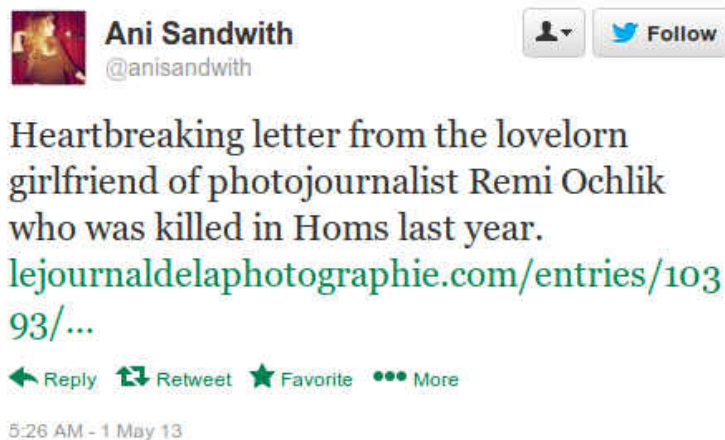 Ani Sandwith
@anisandwith
Follow
Heartbreaking letter from the lovelorn
girlfriend of photojournalist Remi Ochlik
who was killed in Homs last year.
lejournaldelaphotographie.com/entries/103
93/...
Reply Retweet Favorite More
5:26 AM - 1 May 13